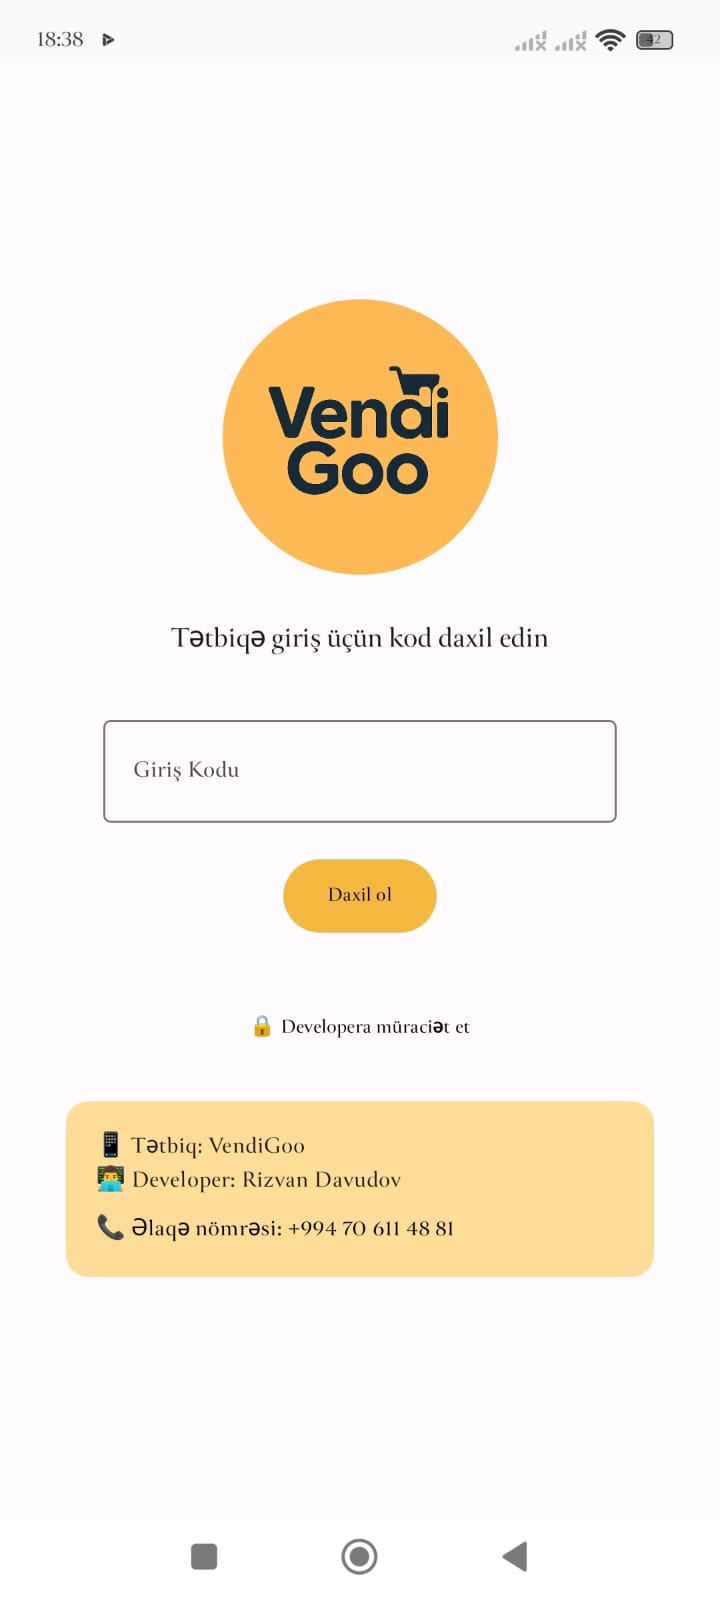 18:38
42
Vendi
Goo
Tətbiqə giriş üçün kod daxil edin
Giriş Kodu
Daxil ol
🔒 Developera müraciət et
📱 Tətbiq: VendiGoo
👨‍💻 Developer: Rizvan Davudov
📞 Əlaqə nömrəsi: +994 70 611 48 81